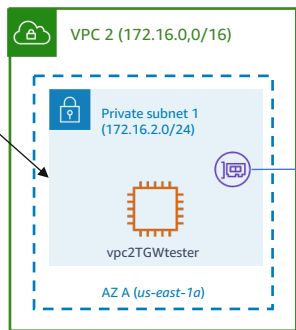 VPC 2 (172.16.0,0/16)
Private subnet 1
(172.16.2.0/24)
vpc2TGWtester
AZ A (us-east-1a)